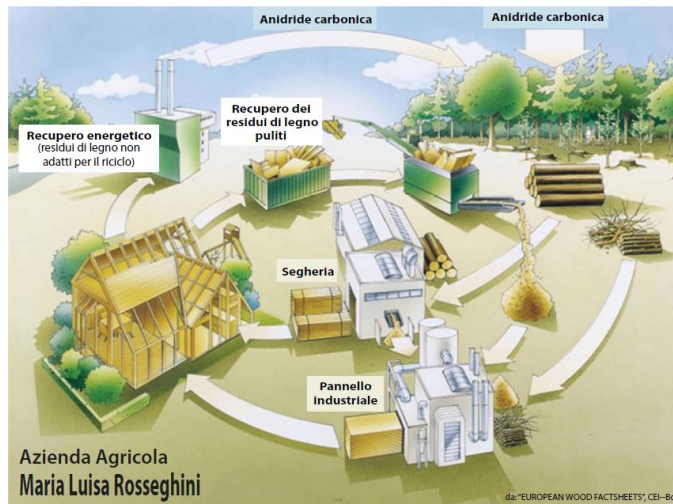 Anidride carbonica
Anidride carbonica
Recupero energetico
(residui di legno non
adatti per il riciclo)
Recupero dei
residui di legno
puliti
Segheria
Pannello
industriale
Azienda Agricola
Maria Luisa Rosseghini
da: "EUROPEAN WOOD FACTSHEETS", CEI--Bo